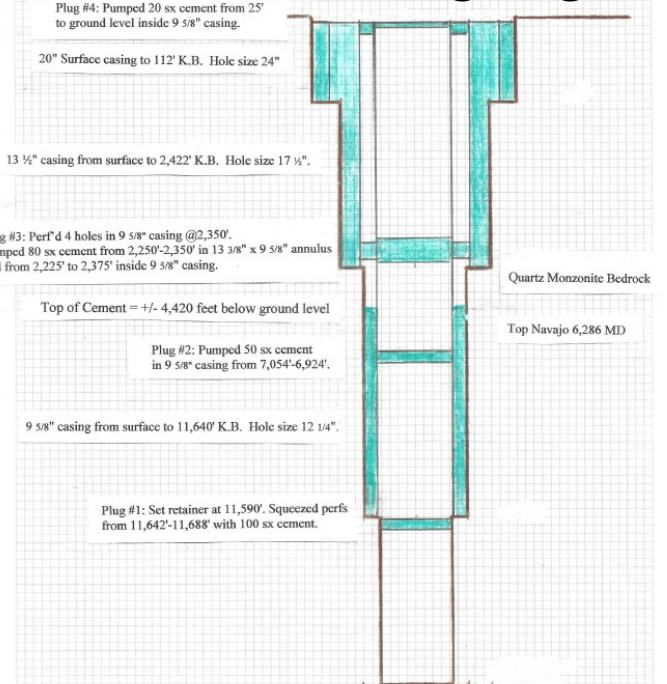 Plug #4: Pumped 20 sx cement from 25'
to ground level inside 9 5/8" casing.
20" Surface casing to 112' K.B. Hole size 24"
13 ½" casing from surface to 2,422' K.B. Hole size 17 ½".
g #3: Perf'd 4 holes in 9 5/8" casing @2,350'.
mped 80 sx cement from 2,250'-2,350' in 13 3/8" x 9 5/8" annulus
from 2,225' to 2,375' inside 9 5/8" casing.
Quartz Monzonite Bedrock
Top of Cement = +/- 4,420 feet below ground level
Top Navajo 6,286 MD
Plug #2: Pumped 50 sx cement
in 9 5/8" casing from 7,054'-6,924'.
9 5/8" casing from surface to 11,640' K.B. Hole size 12 1/4".
Plug #1: Set retainer at 11,590'. Squeezed perfs
from 11,642'-11,688' with 100 sx cement.